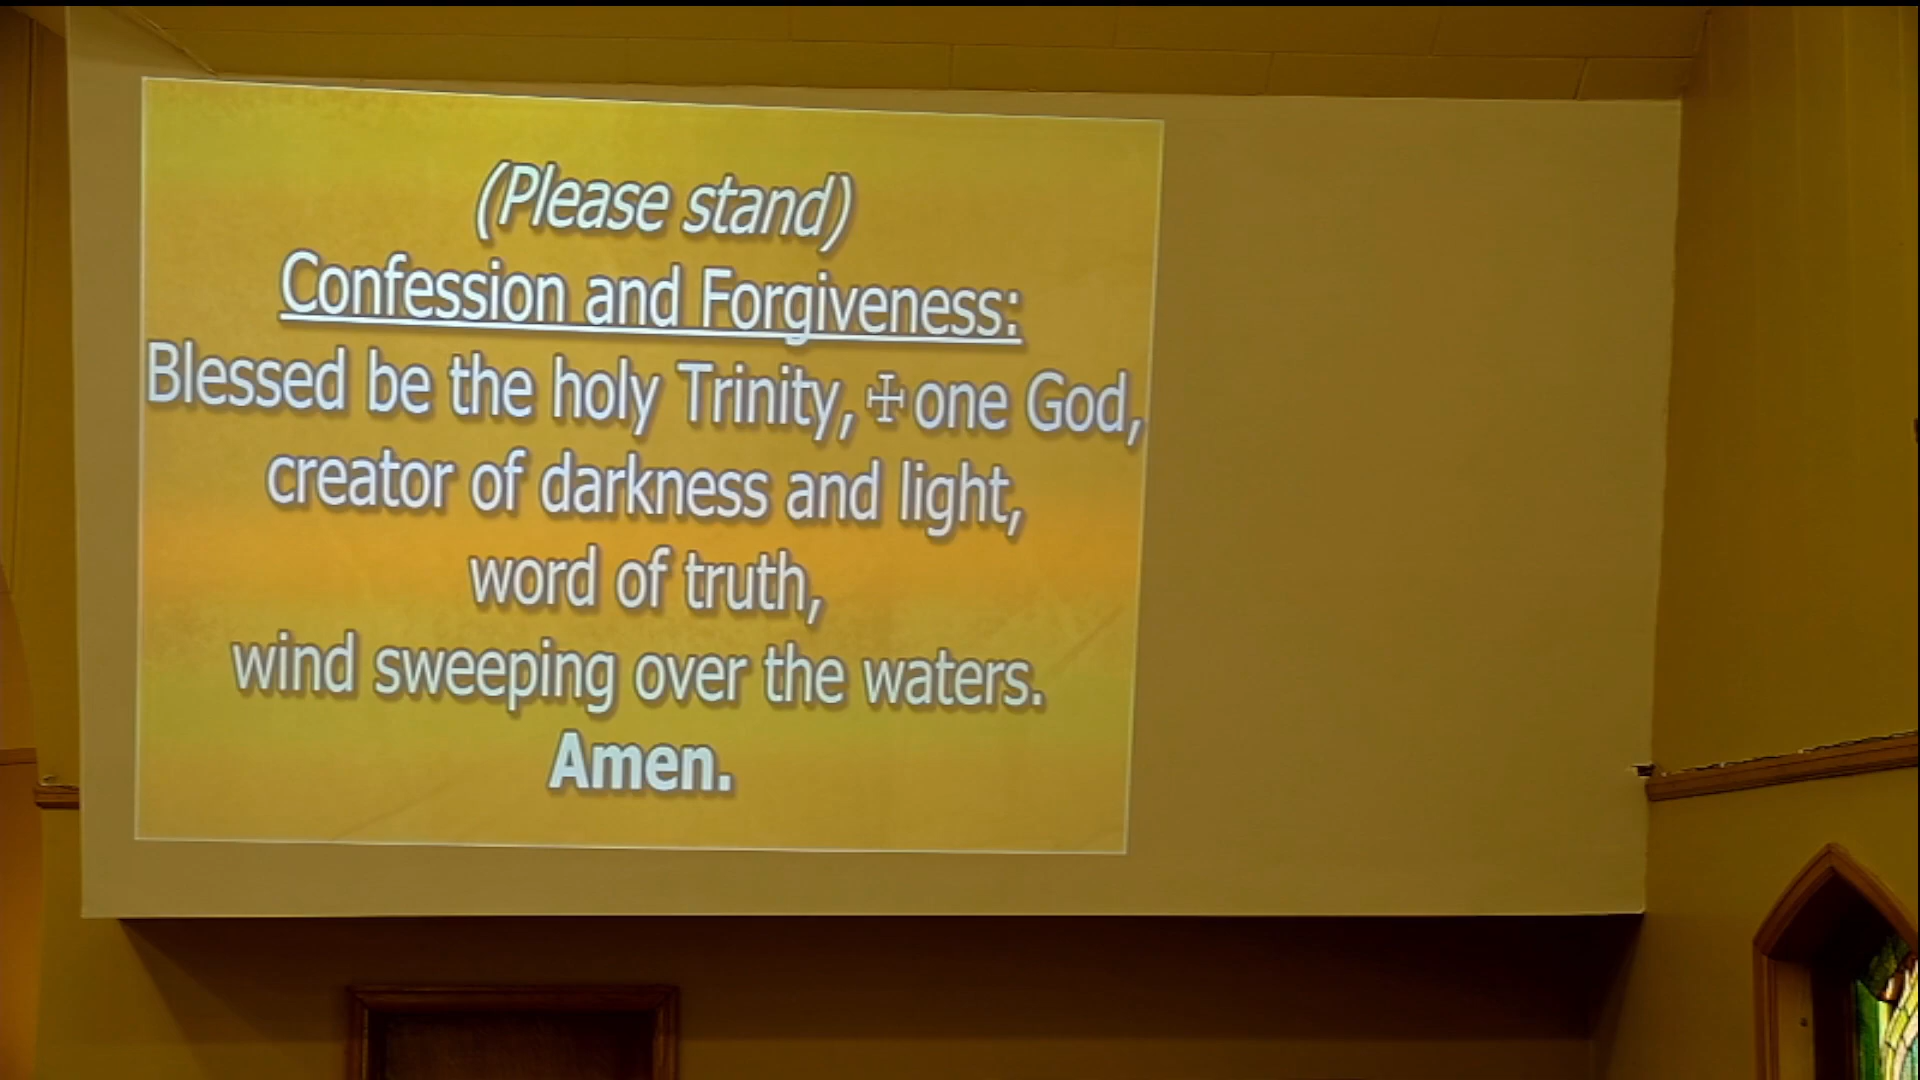 (Please stand)
Confession and Forgiveness:
Blessed be the holy Trinity, ☩ one God,
creator of darkness and light,
word of truth,
wind sweeping over the waters.
Amen.